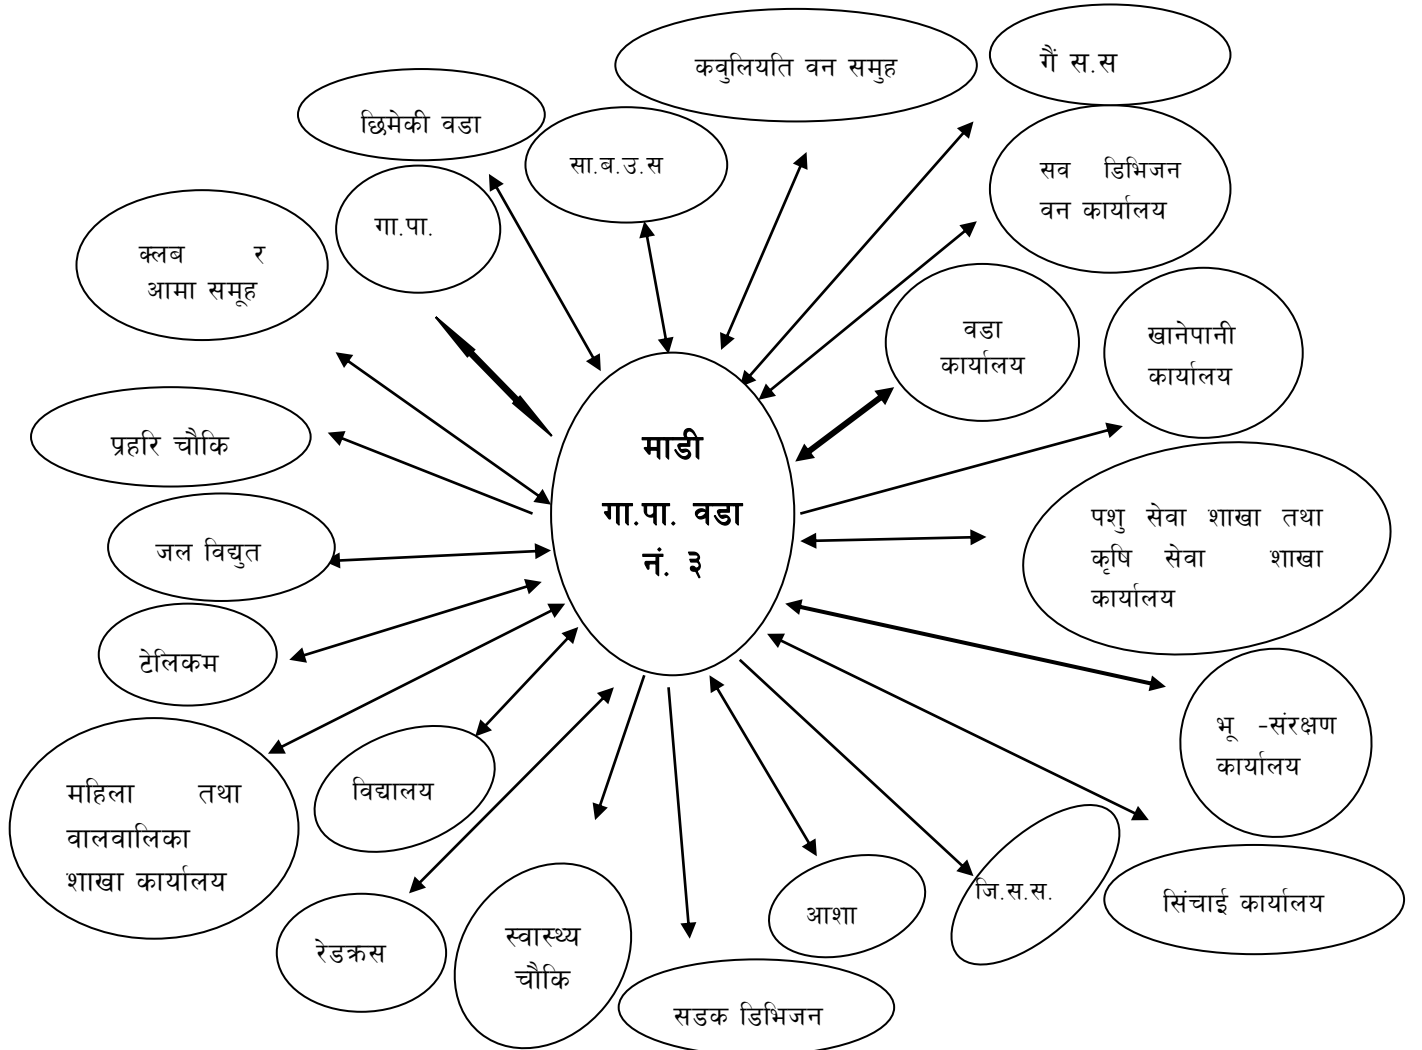 कवुलियति वन समुह
गैं स.स
छिमेकी वडा
सा.ब.उ.स
सव डिभिजन
वन कार्यालय
गा.पा.
क्लब र
आमा समूह
वडा
कार्यालय
खानेपानी
कार्यालय
प्रहरि चौकि
माडी
गा.पा. वडा
नं. ३
पशु सेवा शाखा तथा
कृषि सेवा शाखा
कार्यालय
जल विद्युत
टेलिकम
भू -संरक्षण
कार्यालय
महिला तथा
वालवालिका
शाखा कार्यालय
विद्यालय
रेडक्रस
स्वास्थ्य
चौकि
सडक डिभिजन
आशा
जि.स.स.
सिंचाई कार्यालय